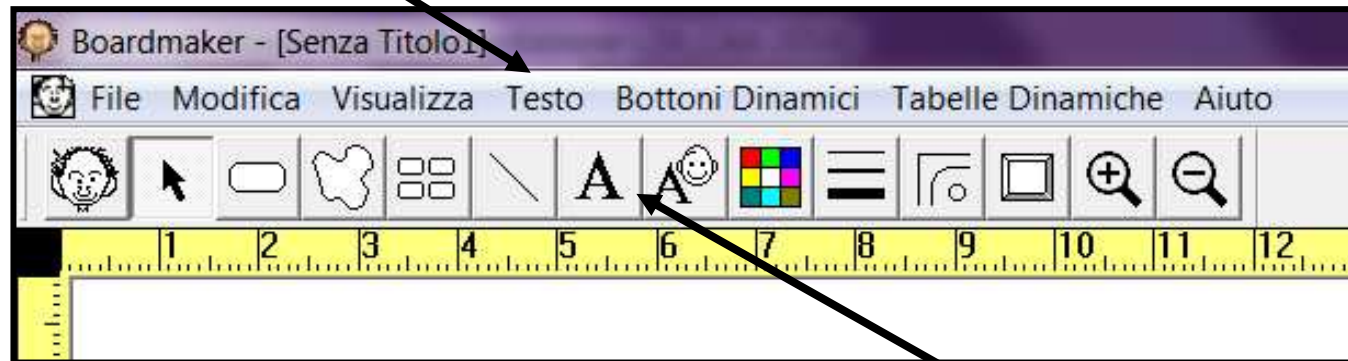 Boardmaker - [Senza Titolo1]
File Modifica Visualizza Testo Bottoni Dinamici Tabelle Dinamiche Aiuto
A A
1 2 3 4 5 6 7 8 9 10 11 12